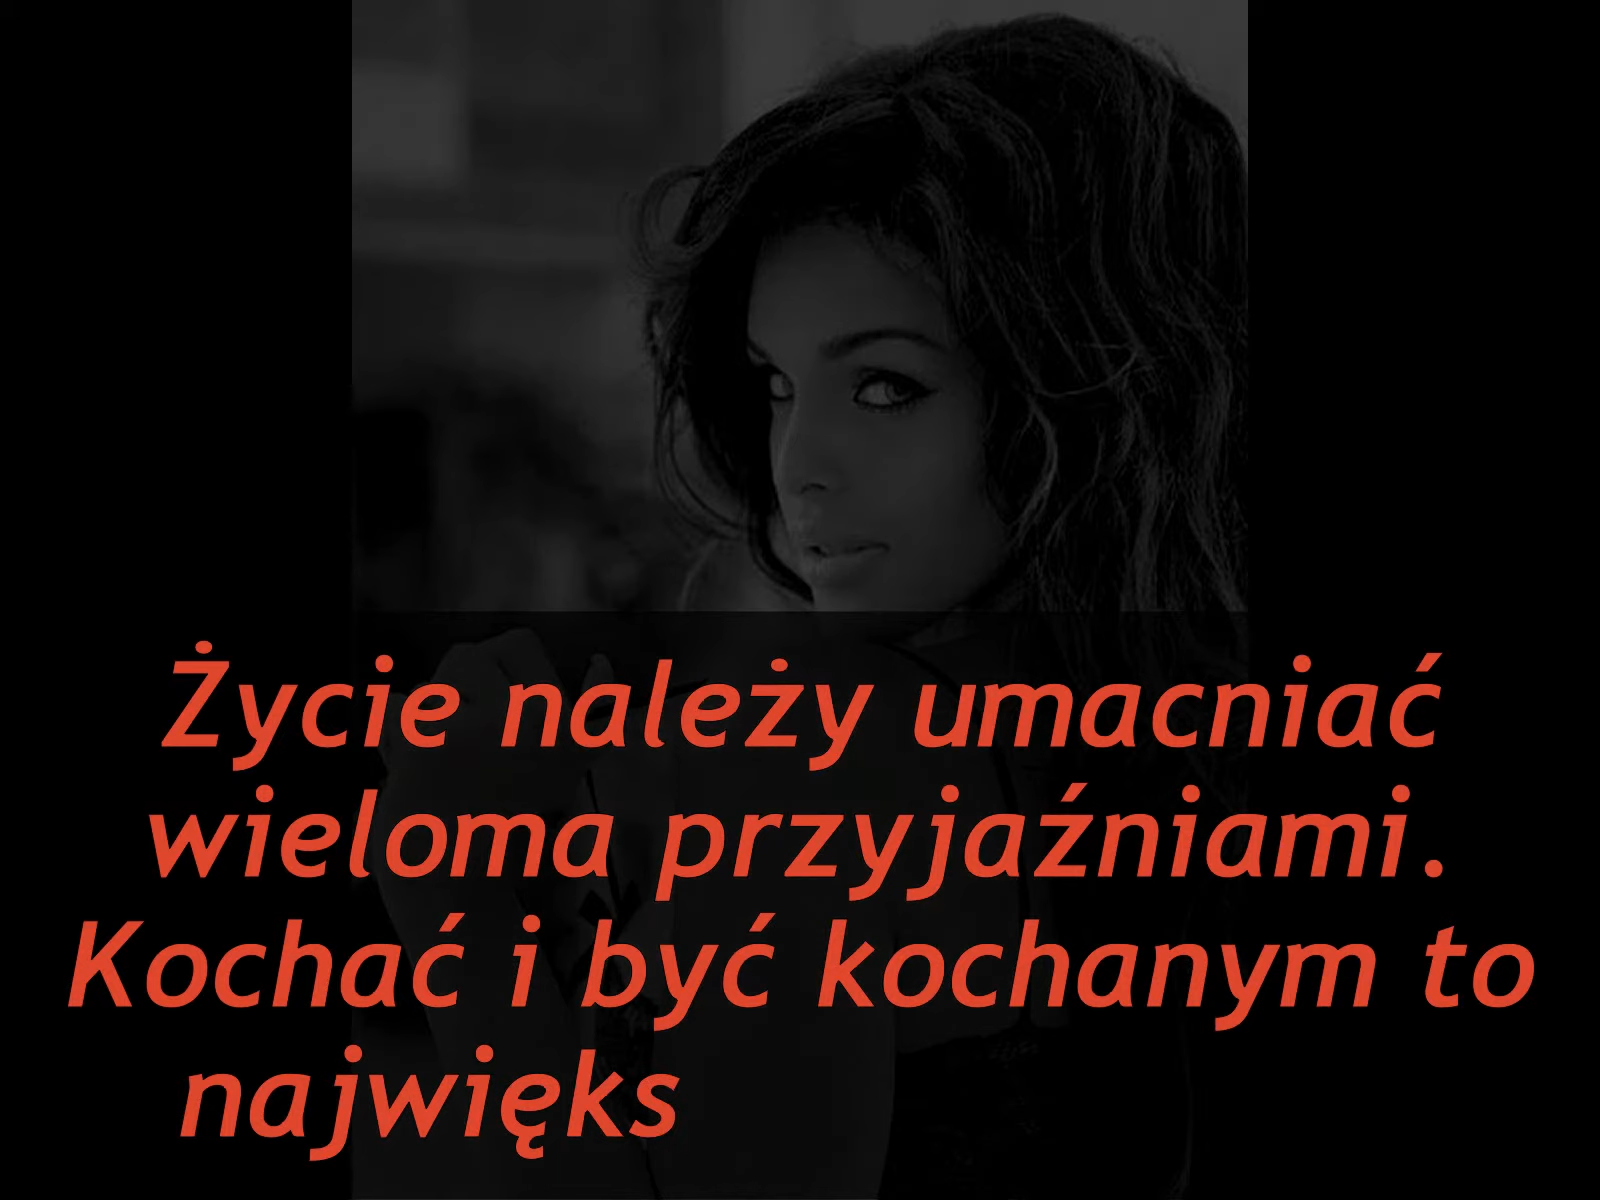 Życie należy umacniać
wieloma przyjaźniami.
Kochać i być kochanym to
najwięks